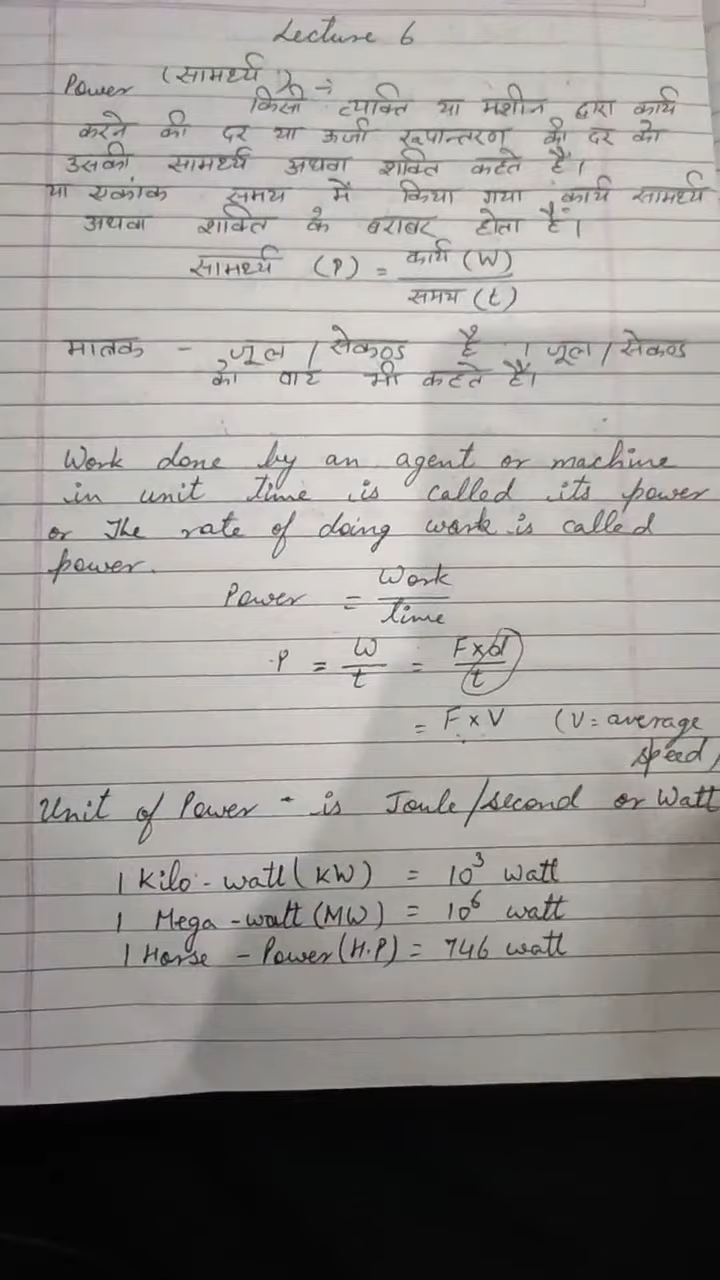 Lecture 6
Power (सामर्थ्य) :→
किसी व्यक्ति या मशीन द्वारा कार्य
करने की दर या ऊर्जा रूपान्तरण की दर को
उसकी सामर्थ्य अथवा शक्ति कहते हैं।
या एकांक समय में किया गया कार्य सामर्थ्य
अथवा शक्ति के बराबर होता है।
सामर्थ्य (P) = कार्य (W) / समय (t)
मात्रक - जूल / सेकण्ड है । जूल / सेकण्ड
को वाट भी कहते हैं।
Work done by an agent or machine
in unit time is called its power
or The rate of doing work is called
power.
Power = Work / time
P = W / t = F×d / t
= F×V (V = average
speed)
Unit of Power - is Joule/second or Watt
1 Kilo-watt (KW) = 10³ watt
1 Mega-watt (MW) = 10⁶ watt
1 Horse-Power (H.P) = 746 watt